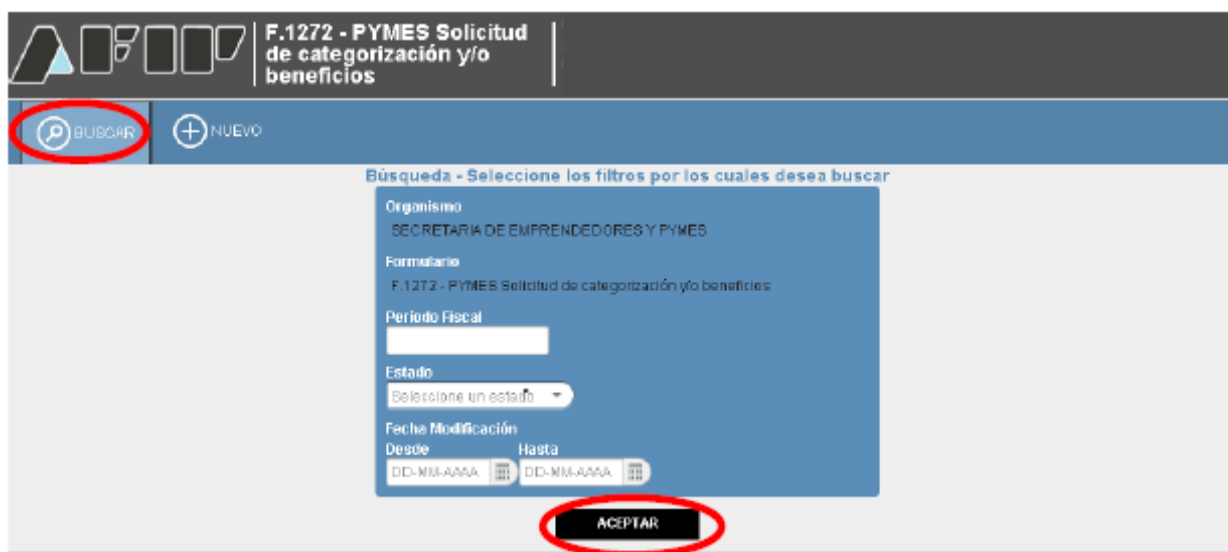 AFIP
F.1272 - PYMES Solicitud
de categorización y/o
beneficios
BUSCAR
NUEVO
Búsqueda - Seleccione los filtros por los cuales desea buscar
Organismo
SECRETARIA DE EMPRENDEDORES Y PYMES
Formulario
F.1272 - PYMES Solicitud de categorización y/o beneficios
Período Fiscal
Estado
Seleccione un estado
Fecha Modificación
Desde Hasta
DD-MM-AAAA DD-MM-AAAA
ACEPTAR